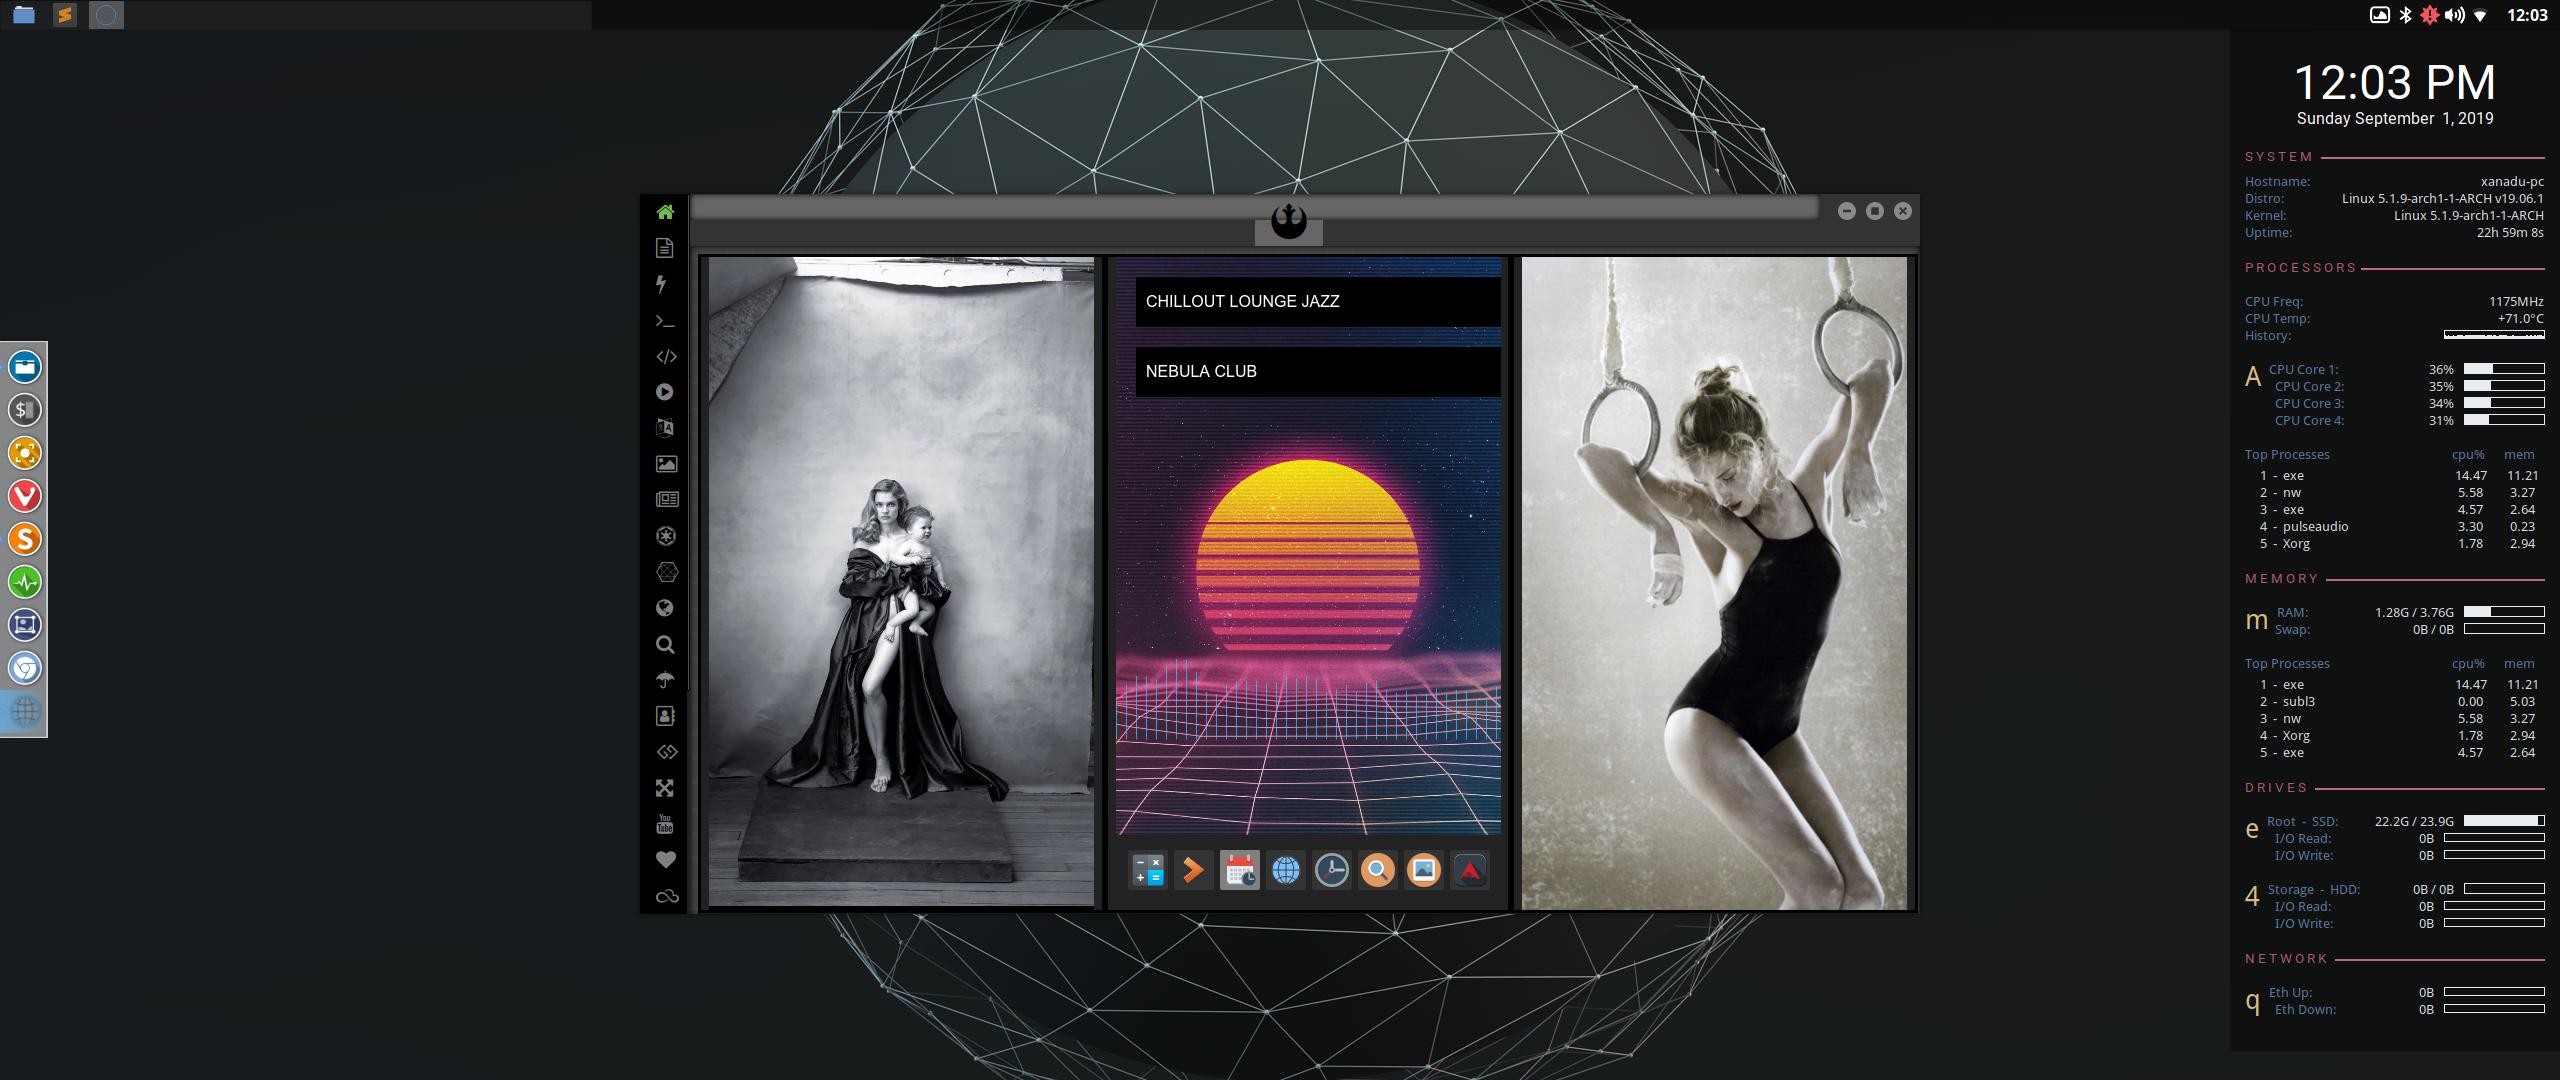 12:03
12:03 PM
Sunday September 1, 2019
SYSTEM
Hostname: xanadu-pc
Distro: Linux 5.1.9-arch1-1-ARCH v19.06.1
Kernel: Linux 5.1.9-arch1-1-ARCH
Uptime: 22h 59m 8s
PROCESSORS
CPU Freq: 1175MHz
CPU Temp: +71.0°C
History:
A CPU Core 1: 36%
CPU Core 2: 35%
CPU Core 3: 34%
CPU Core 4: 31%
Top Processes cpu% mem
1 - exe 14.47 11.21
2 - nw 5.58 3.27
3 - exe 4.57 2.64
4 - pulseaudio 3.30 0.23
5 - Xorg 1.78 2.94
MEMORY
m RAM: 1.28G / 3.76G
Swap: 0B / 0B
Top Processes cpu% mem
1 - exe 14.47 11.21
2 - subl3 0.00 5.03
3 - nw 5.58 3.27
4 - Xorg 1.78 2.94
5 - exe 4.57 2.64
DRIVES
e Root - SSD: 22.2G / 23.9G
I/O Read: 0B
I/O Write: 0B
4 Storage - HDD: 0B / 0B
I/O Read: 0B
I/O Write: 0B
NETWORK
q Eth Up: 0B
Eth Down: 0B
CHILLOUT LOUNGE JAZZ
NEBULA CLUB
You
Tube